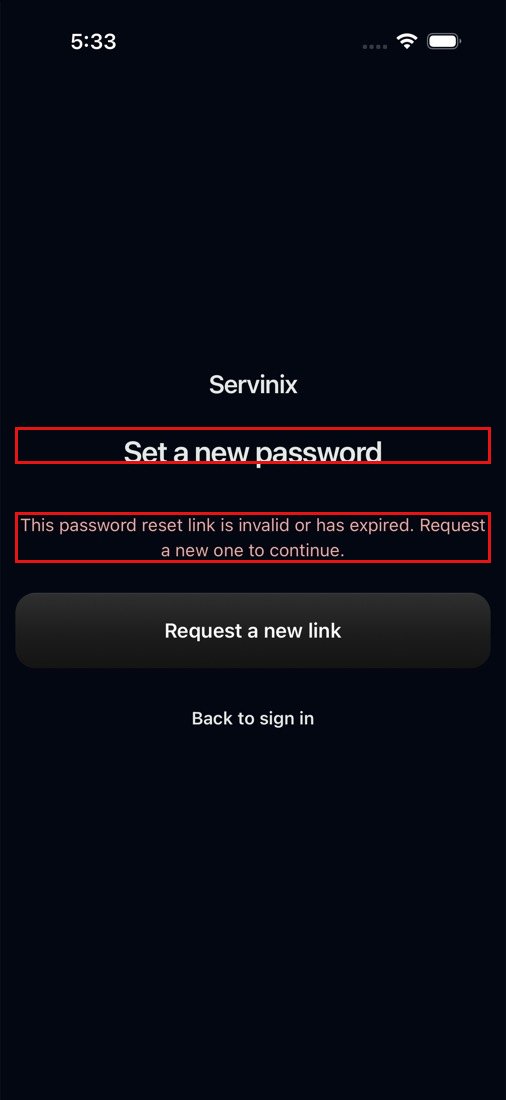 5:33
Servinix
Set a new password
This password reset link is invalid or has expired. Request
a new one to continue.
Request a new link
Back to sign in